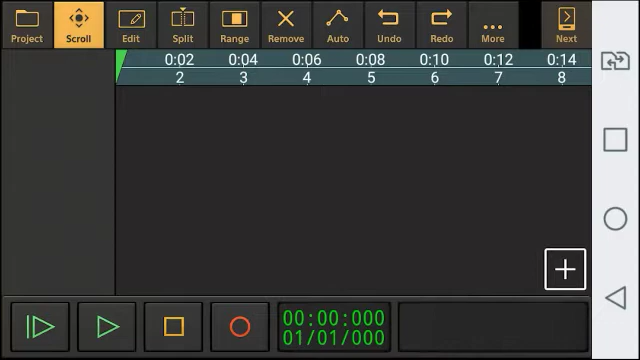 Project Scroll Edit Split Range Remove Auto Undo Redo More Next
0:02 0:04 0:06 0:08 0:10 0:12 0:14
2 3 4 5 6 7 8
00:00:000
01/01/000